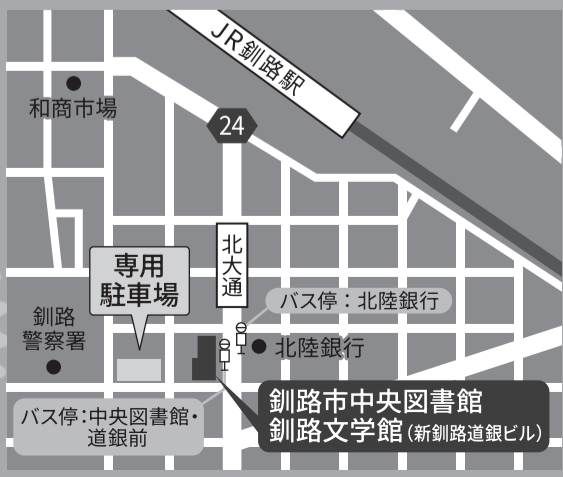 JR釧路駅
和商市場
24
北大通
専用
駐車場
バス停：北陸銀行
釧路
警察署
北陸銀行
釧路市中央図書館
釧路文学館（新釧路道銀ビル）
バス停：中央図書館・
道銀前